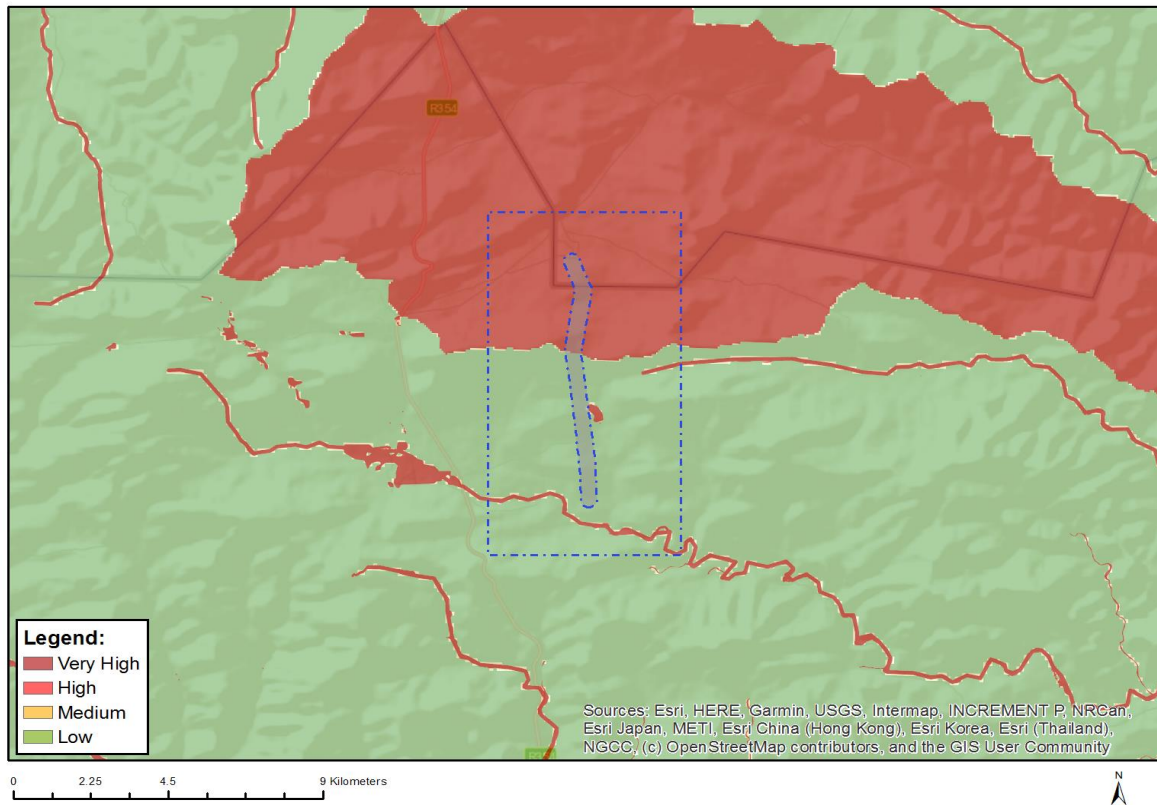 R354
Legend:
Very High
High
Medium
Low
Sources: Esri, HERE, Garmin, USGS, Intermap, INCREMENT P, NRCan,
Esri Japan, METI, Esri China (Hong Kong), Esri Korea, Esri (Thailand),
NGCC, (c) OpenStreetMap contributors, and the GIS User Community
0 2.25 4.5 9 Kilometers
N